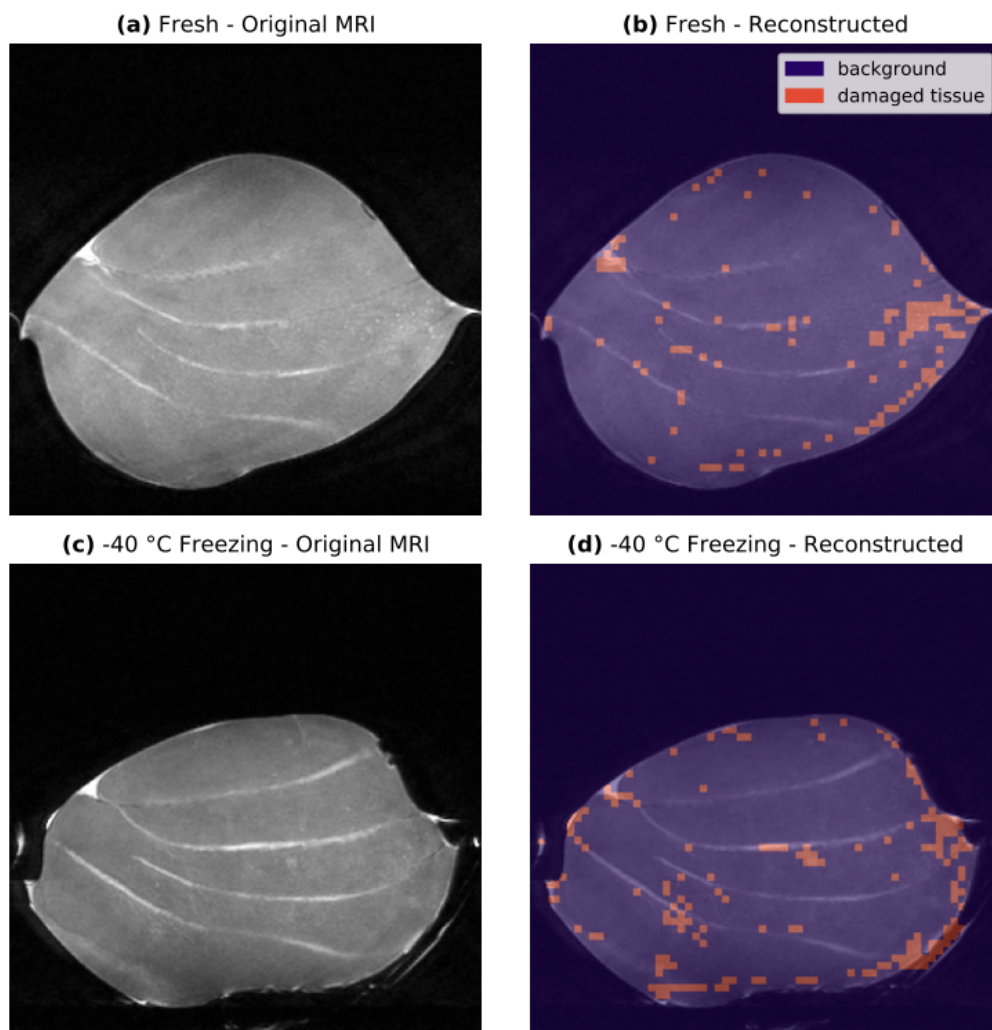 (a) Fresh - Original MRI
(b) Fresh - Reconstructed
background
damaged tissue
(c) -40 °C Freezing - Original MRI
(d) -40 °C Freezing - Reconstructed